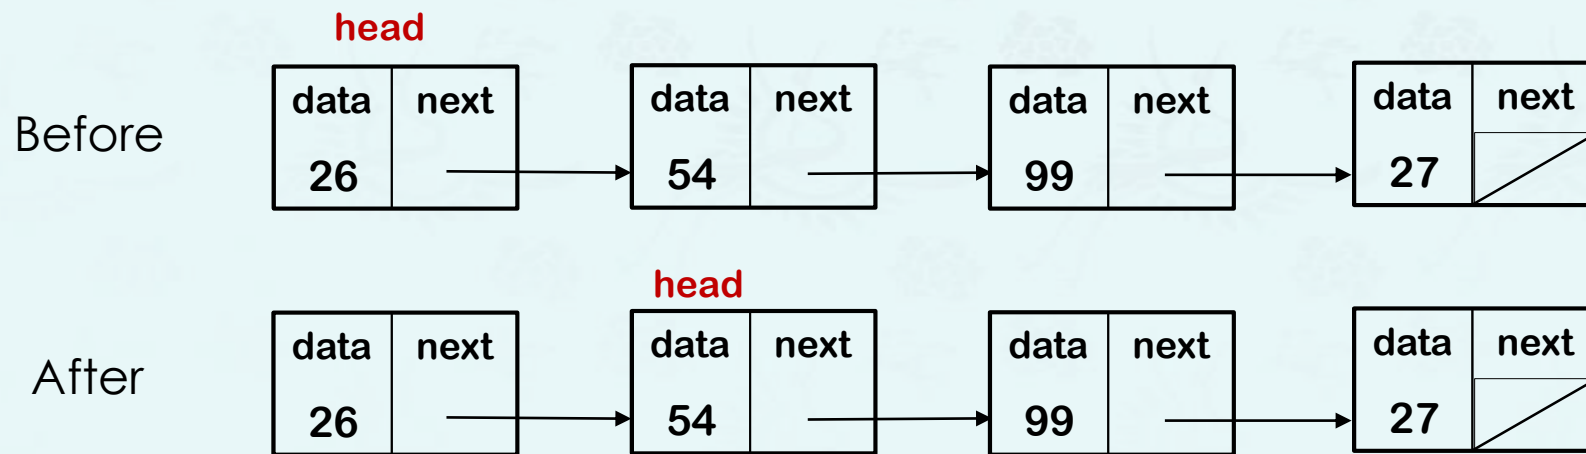 head
data next data next data next data next
Before
26 54 99 27
head
data next data next data next data next
After
26 54 99 27